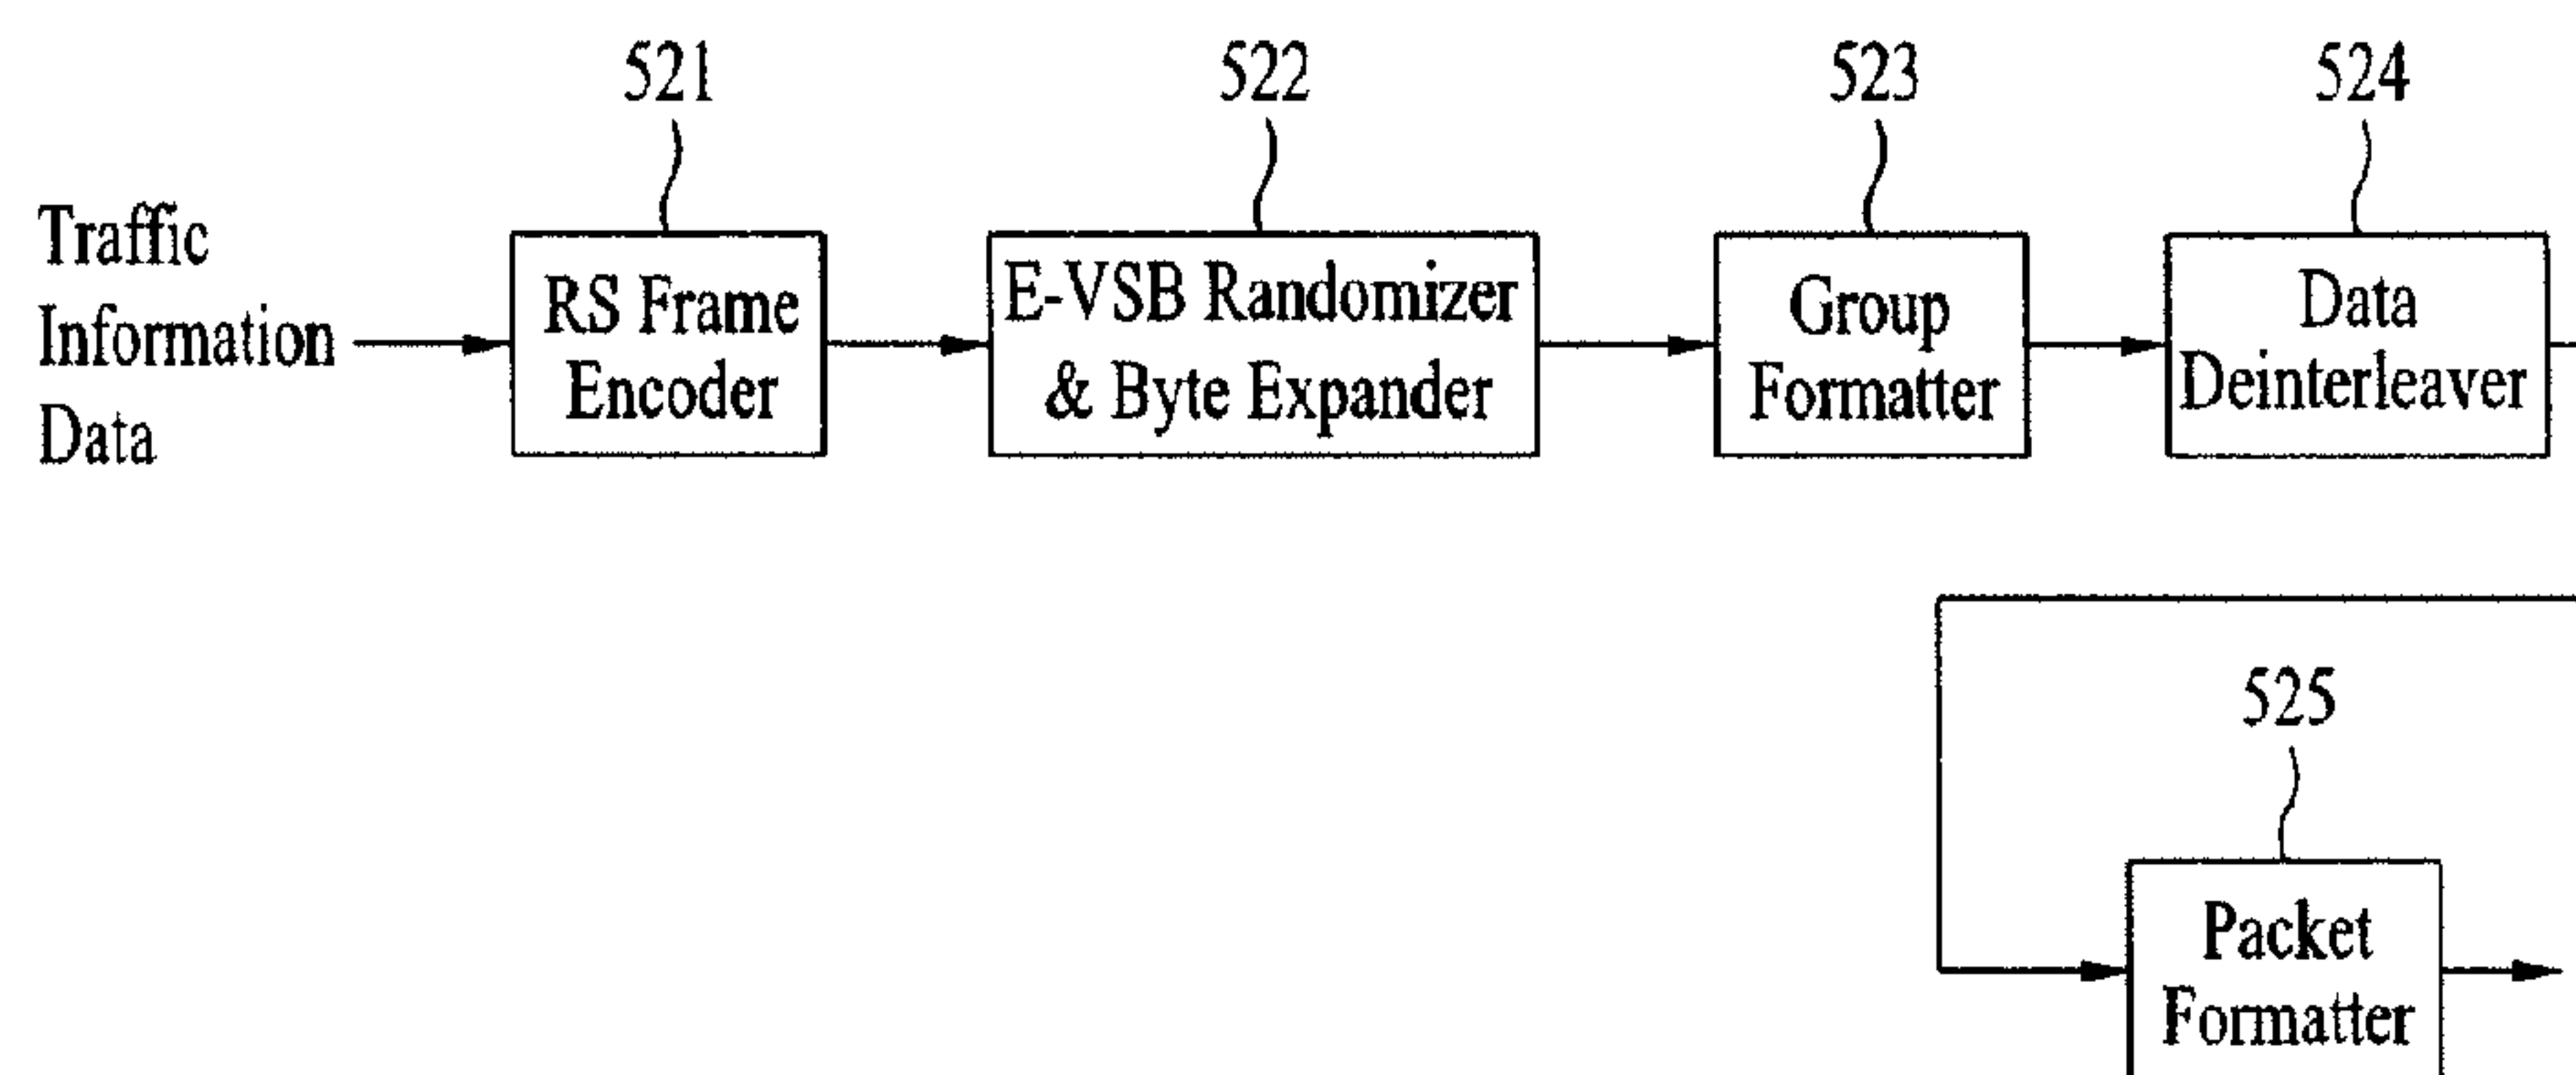 521
522
523
524
Traffic
Information
Data
RS Frame
Encoder
E-VSB Randomizer
& Byte Expander
Group
Formatter
Data
Deinterleaver
525
Packet
Formatter